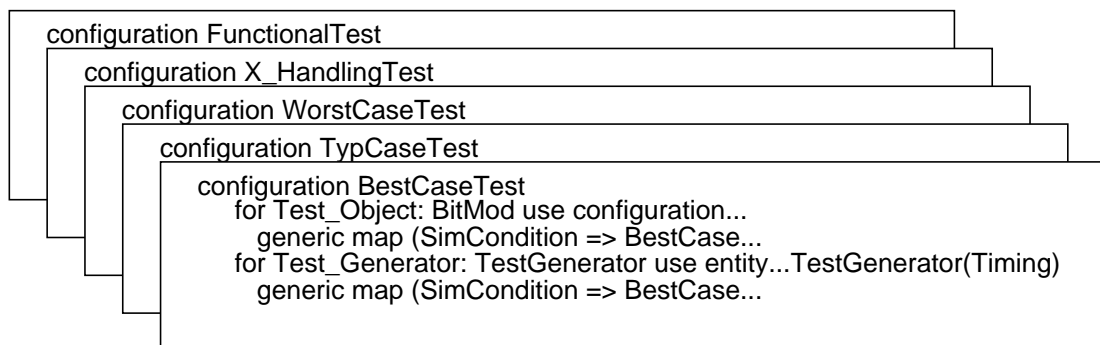 configuration FunctionalTest
configuration X_HandlingTest
configuration WorstCaseTest
configuration TypCaseTest
configuration BestCaseTest
for Test_Object: BitMod use configuration...
generic map (SimCondition => BestCase...
for Test_Generator: TestGenerator use entity...TestGenerator(Timing)
generic map (SimCondition => BestCase...